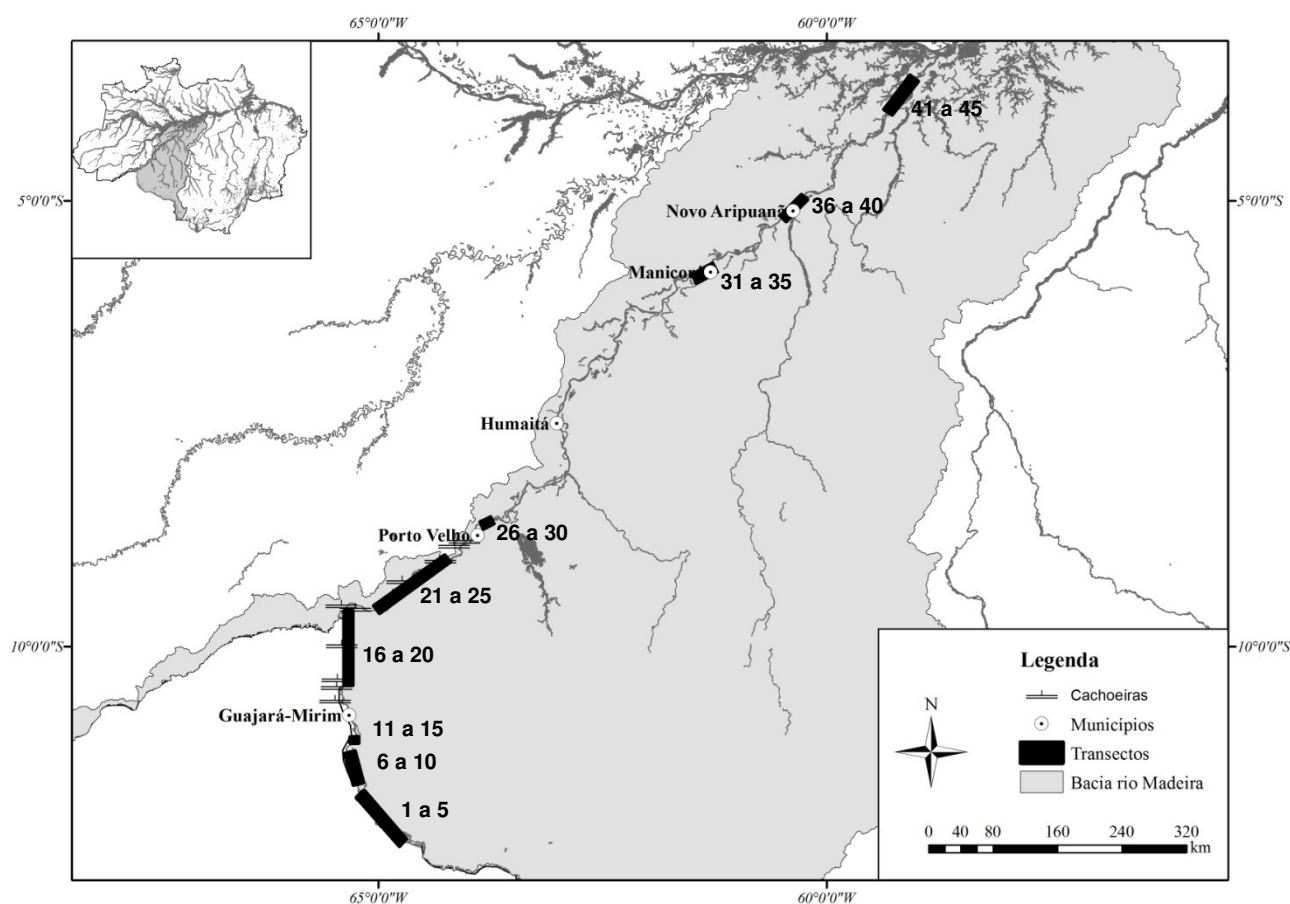 65°0'0"W
60°0'0"W
41 a 45
5°0'0"S
5°0'0"S
Novo Aripuanã
36 a 40
31 a 35
Humaitá
Porto Velho
26 a 30
21 a 25
10°0'0"S
10°0'0"S
16 a 20
Guajará-Mirim
11 a 15
6 a 10
1 a 5
Legenda
N
Cachoeiras
Municípios
Transectos
Bacia rio Madeira
0 40 80 160 240 320
km
65°0'0"W
60°0'0"W